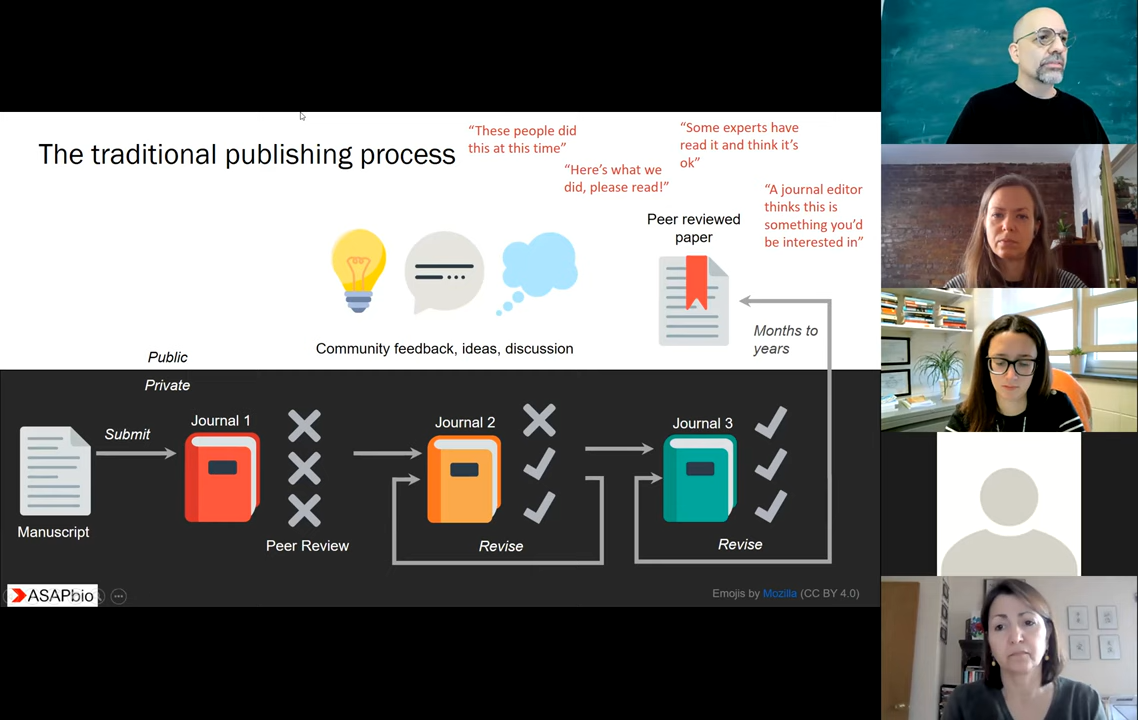 The traditional publishing process
“These people did
this at this time”
“Here’s what we
did, please read!”
“Some experts have
read it and think it’s
ok”
“A journal editor
thinks this is
something you’d
be interested in”
Peer reviewed
paper
Months to
years
Community feedback, ideas, discussion
Public
Private
Submit
Manuscript
Journal 1
Peer Review
Journal 2
Revise
Journal 3
Revise
ASAPbio
Emojis by Mozilla (CC BY 4.0)